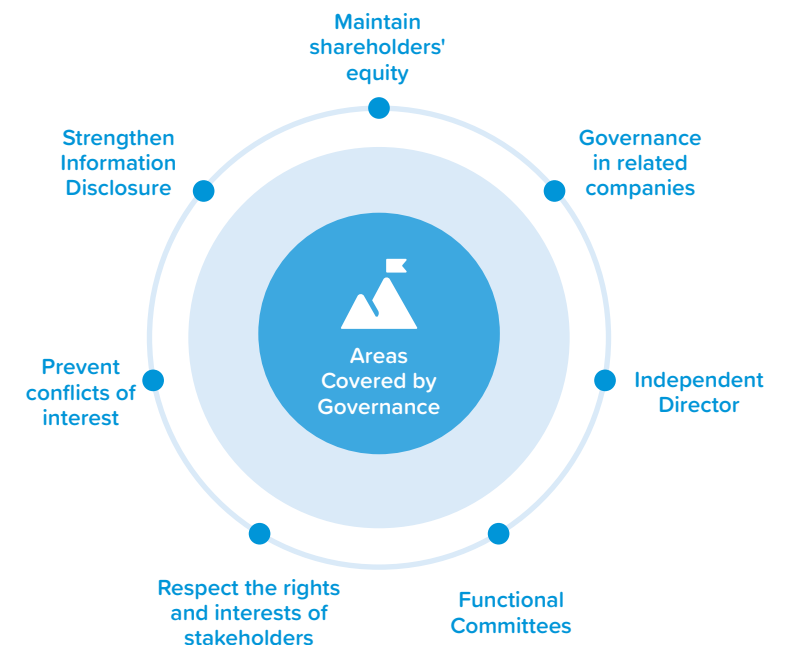 Maintain
shareholders'
equity
Governance
in related
companies
Independent
Director
Functional
Committees
Respect the rights
and interests of
stakeholders
Prevent
conflicts of
interest
Strengthen
Information
Disclosure
Areas
Covered by
Governance